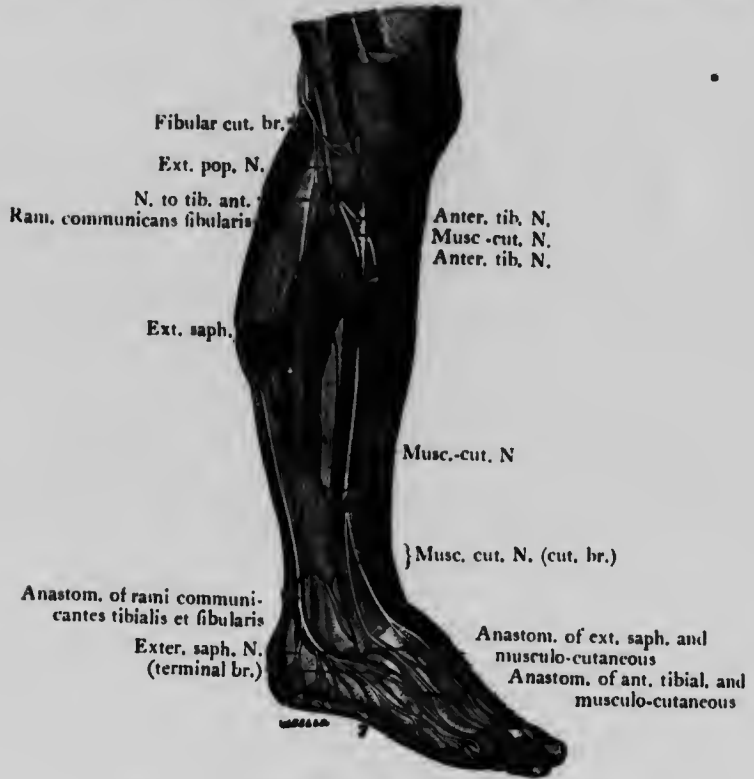 Fibular cut. br.
Ext. pop. N.
N. to tib. ant.
Ram. communicans fibularis
Anter. tib. N.
Musc.-cut. N.
Anter. tib. N.
Ext. saph.
Musc.-cut. N
}Musc. cut. N. (cut. br.)
Anastom. of rami communi-
cantes tibialis et fibularis
Exter. saph. N.
(terminal br.)
Anastom. of ext. saph. and
musculo-cutaneous
Anastom. of ant. tibial, and
musculo-cutaneous